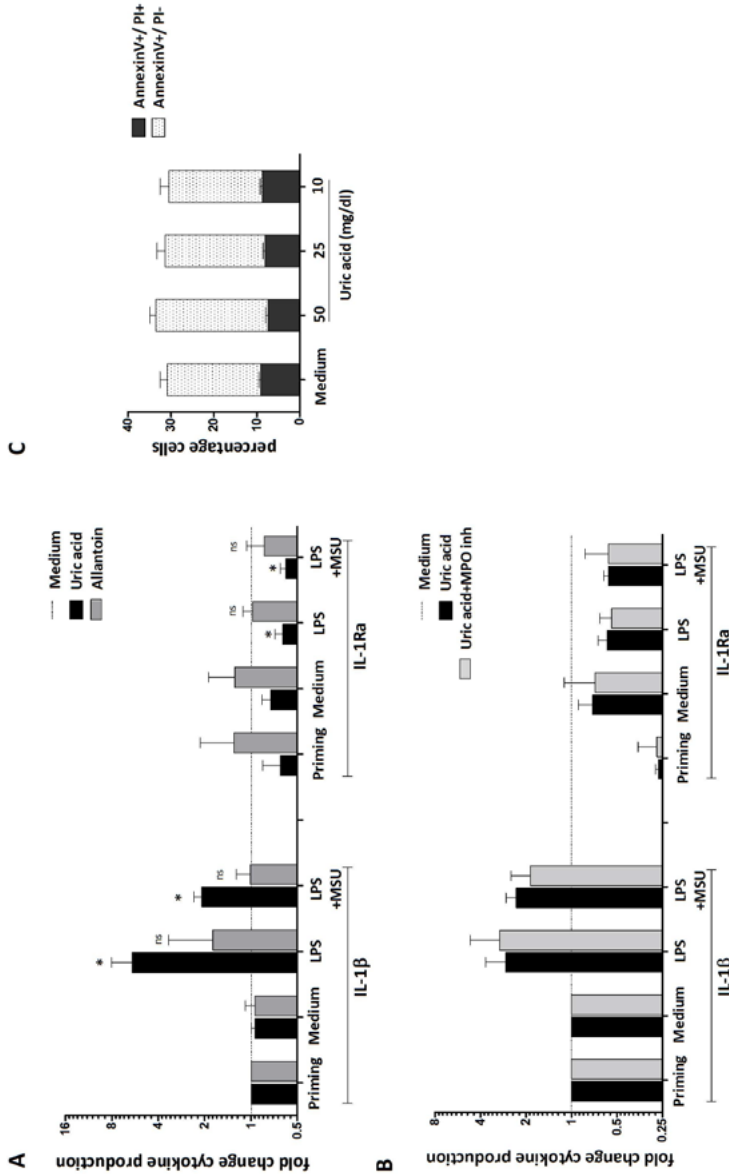 A
fold change cytokine production
16
8
4
2
1
0.5
Medium
Uric acid
Allantoin
* ns * ns * ns * ns
Priming Medium LPS LPS +MSU Priming Medium LPS LPS +MSU
IL-1β IL-1Ra
B
fold change cytokine production
8
4
2
1
0.5
0.25
Medium
Uric acid
Uric acid+MPO inh
Priming Medium LPS LPS +MSU Priming Medium LPS LPS +MSU
IL-1β IL-1Ra
C
percentage cells
40
30
20
10
0
AnnexinV+/ PI+
AnnexinV+/ PI-
Medium 50 25 10
Uric acid (mg/dl)